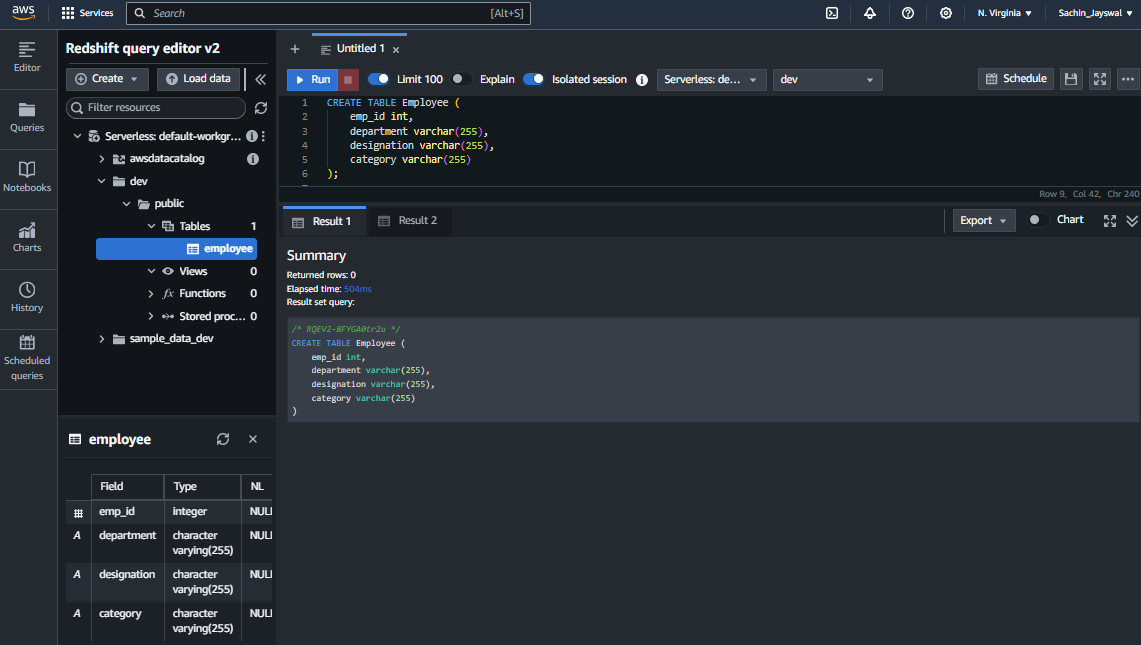 aws
Services
Search
[Alt+S]
N. Virginia
Sachin_Jayswal
Editor
Queries
Notebooks
Charts
History
Scheduled
queries
Redshift query editor v2
Create
Load data
Filter resources
Serverless: default-workgr...
awsdatacatalog
dev
public
Tables 1
employee
Views 0
fx Functions 0
Stored proc... 0
sample_data_dev
employee
Field Type NL
emp_id integer NULL
A department character varying(255) NULL
A designation character varying(255) NULL
A category character varying(255) NULL
Untitled 1
Run
Limit 100
Explain
Isolated session
Serverless: de...
dev
Schedule
1 CREATE TABLE Employee (
2 emp_id int,
3 department varchar(255),
4 designation varchar(255),
5 category varchar(255)
6 );
Row 9, Col 42, Chr 240
Result 1
Result 2
Export
Chart
Summary
Returned rows: 0
Elapsed time: 504ms
Result set query:
/* RQEV2-8FYGA0tr2u */
CREATE TABLE Employee (
emp_id int,
department varchar(255),
designation varchar(255),
category varchar(255)
)